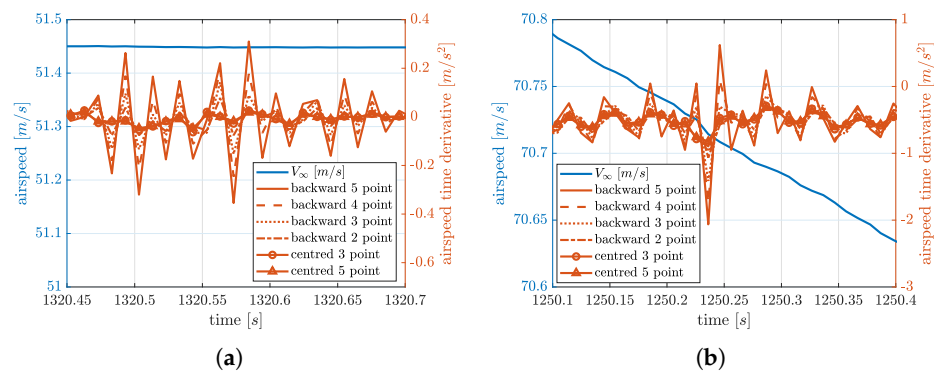 51.5
51.4
51.3
51.2
51.1
51
airspeed [m/s]
0.4
0.2
0
-0.2
-0.4
-0.6
airspeed time derivative [m/s²]
V∞ [m/s]
backward 5 point
backward 4 point
backward 3 point
backward 2 point
centred 3 point
centred 5 point
1320.45 1320.5 1320.55 1320.6 1320.65 1320.7
time [s]
(a)
70.8
70.75
70.7
70.65
70.6
airspeed [m/s]
1
0
-1
-2
-3
airspeed time derivative [m/s²]
V∞ [m/s]
backward 5 point
backward 4 point
backward 3 point
backward 2 point
centred 3 point
centred 5 point
1250.1 1250.15 1250.2 1250.25 1250.3 1250.35 1250.4
time [s]
(b)